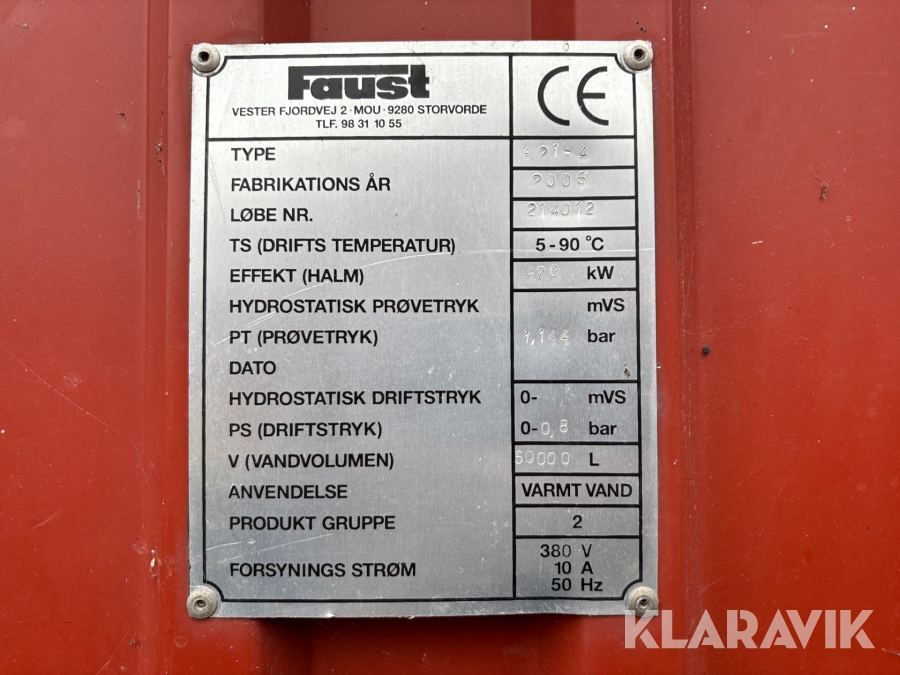 Faust
VESTER FJORDVEJ 2 · MOU · 9280 STORVORDE
TLF. 98 31 10 55
CE
TYPE 21-4
FABRIKATIONS ÅR
LØBE NR. 214012
TS (DRIFTS TEMPERATUR) 5-90 °C
EFFEKT (HALM) kW
HYDROSTATISK PRØVETRYK mVS
PT (PRØVETRYK) 1,144 bar
DATO
HYDROSTATISK DRIFTSTRYK 0- mVS
PS (DRIFTSTRYK) 0-0,8 bar
V (VANDVOLUMEN) L
ANVENDELSE VARMT VAND
PRODUKT GRUPPE 2
FORSYNINGS STRØM 380 V
10 A
50 Hz
KLARAVIK